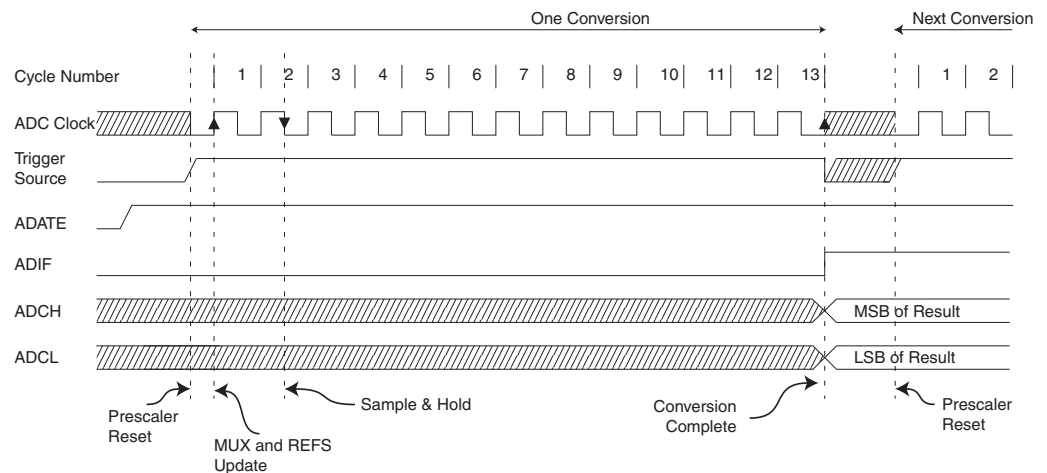 One Conversion
Next Conversion
Cycle Number
1 2 3 4 5 6 7 8 9 10 11 12 13 1 2
ADC Clock
Trigger
Source
ADATE
ADIF
ADCH
MSB of Result
ADCL
LSB of Result
Prescaler
Reset
MUX and REFS
Update
Sample & Hold
Conversion
Complete
Prescaler
Reset